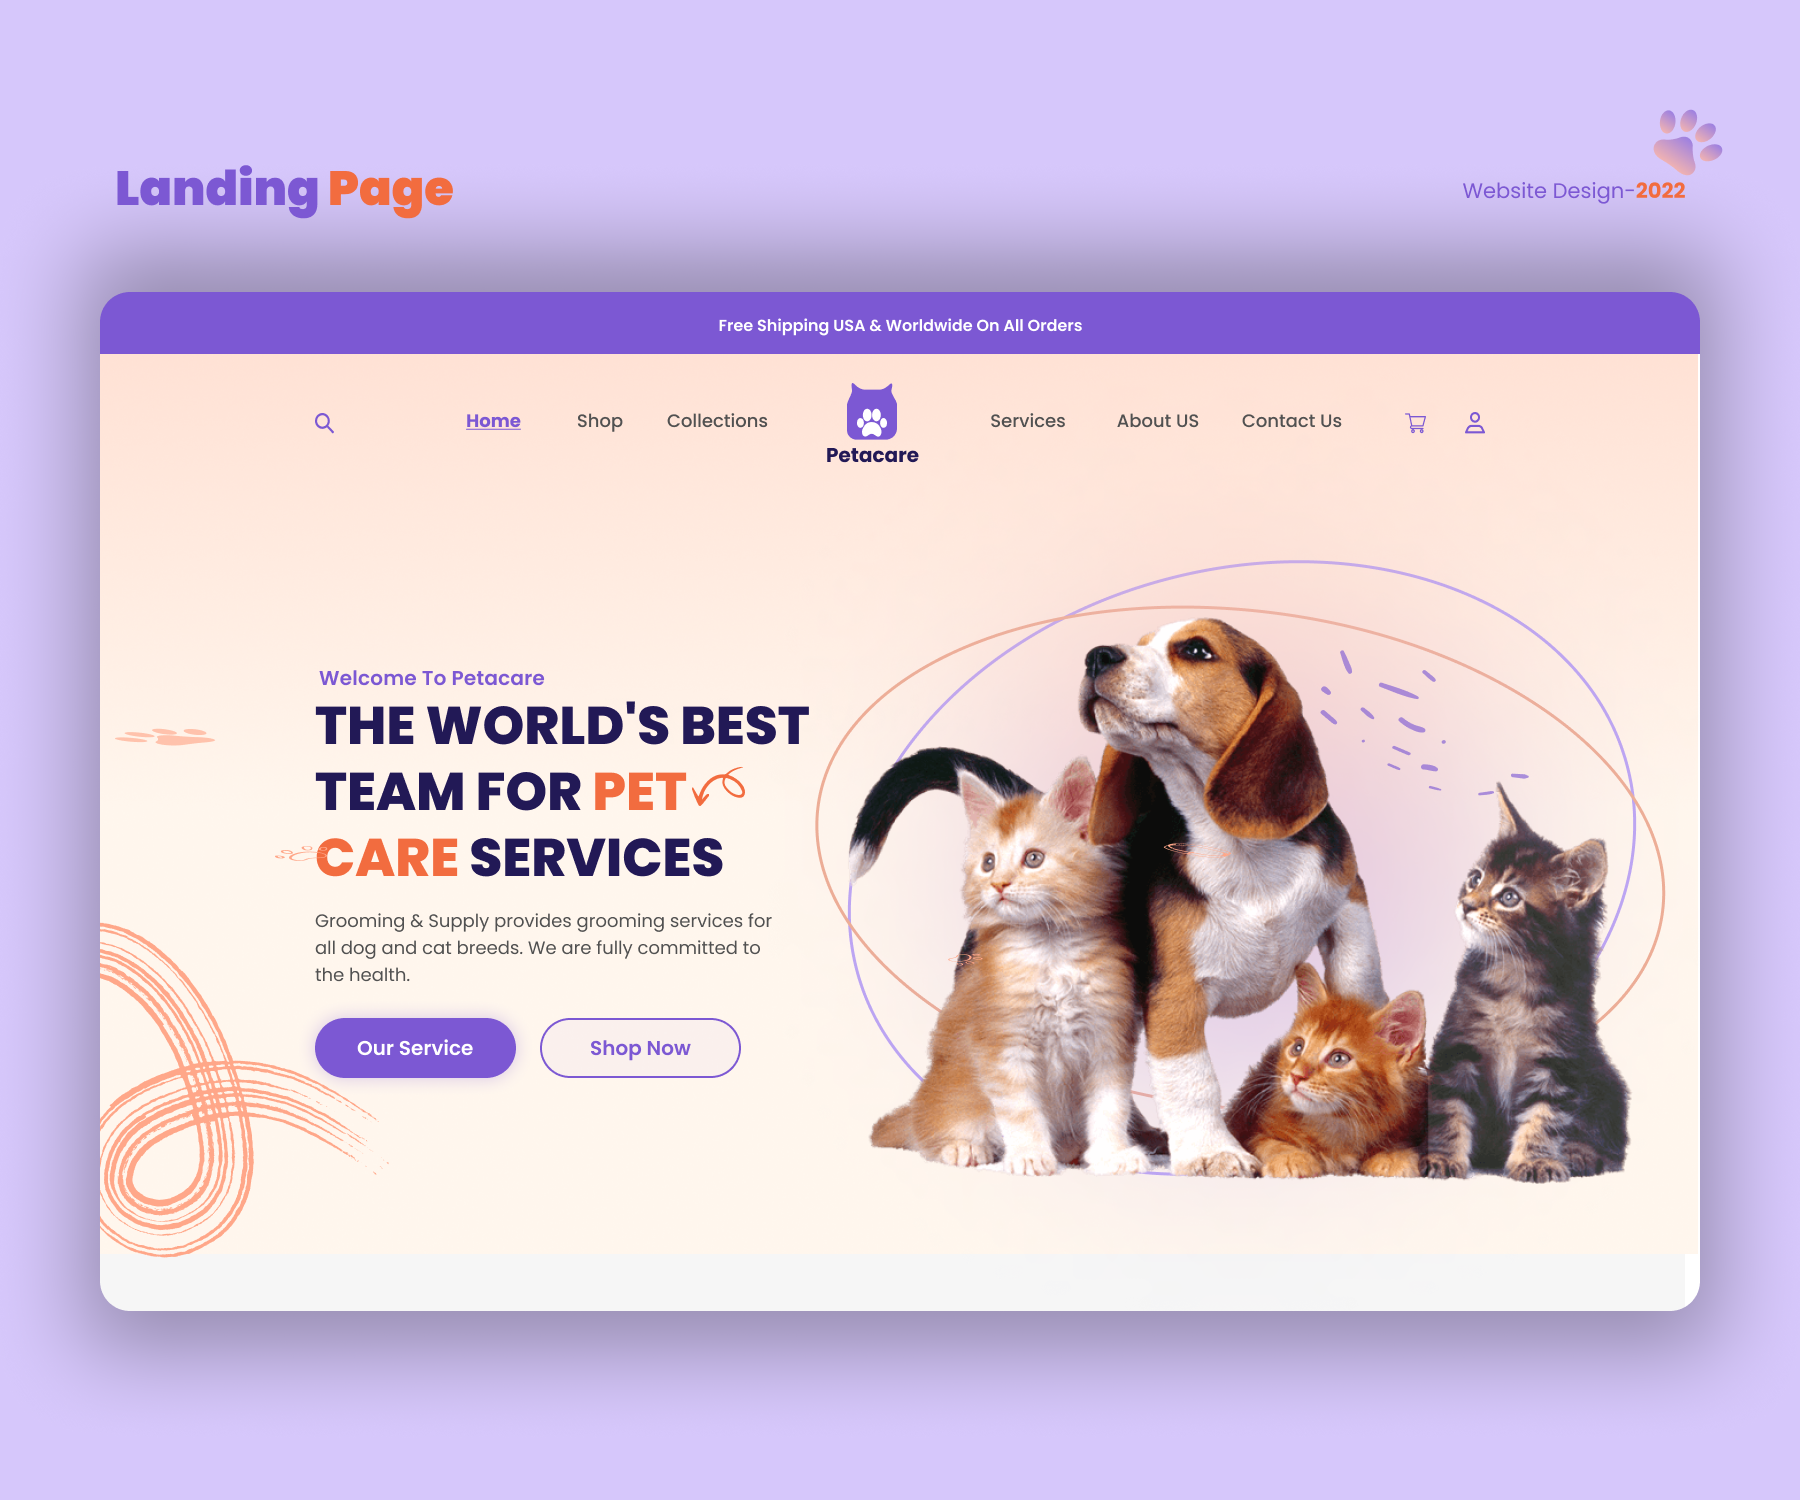 Landing Page
Website Design-2022
Free Shipping USA & Worldwide On All Orders
Home Shop Collections Services About US Contact Us
Petacare
Welcome To Petacare
THE WORLD'S BEST
TEAM FOR PET
CARE SERVICES
Grooming & Supply provides grooming services for
all dog and cat breeds. We are fully committed to
the health.
Our Service Shop Now